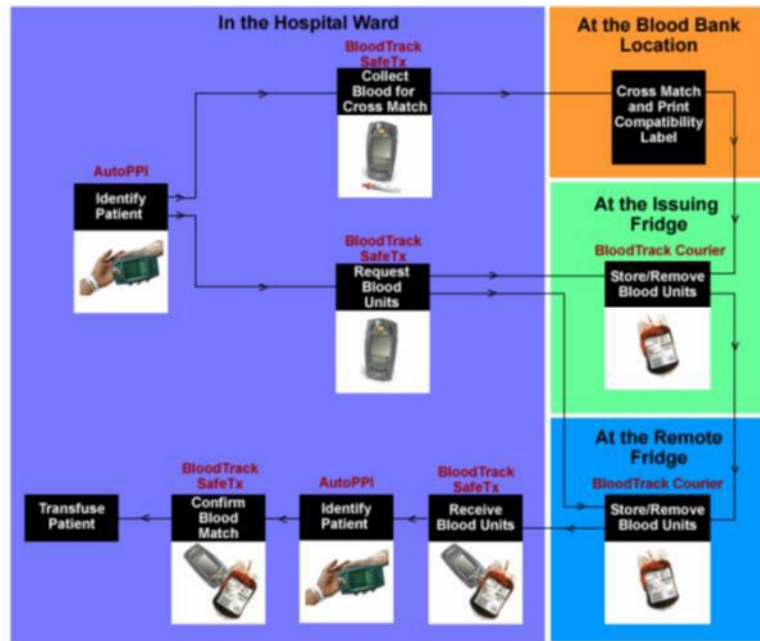 In the Hospital Ward
At the Blood Bank
Location
BloodTrack
SafeTx
Collect
Blood for
Cross Match
Cross Match
and Print
Compatibility
Label
AutoPPI
Identify
Patient
At the Issuing
Fridge
BloodTrack
SafeTx
Request
Blood
Units
BloodTrack Courier
Store/Remove
Blood Units
At the Remote
Fridge
BloodTrack Courier
Store/Remove
Blood Units
BloodTrack
SafeTx
Receive
Blood Units
AutoPPI
Identify
Patient
BloodTrack
SafeTx
Confirm
Blood
Match
Transfuse
Patient